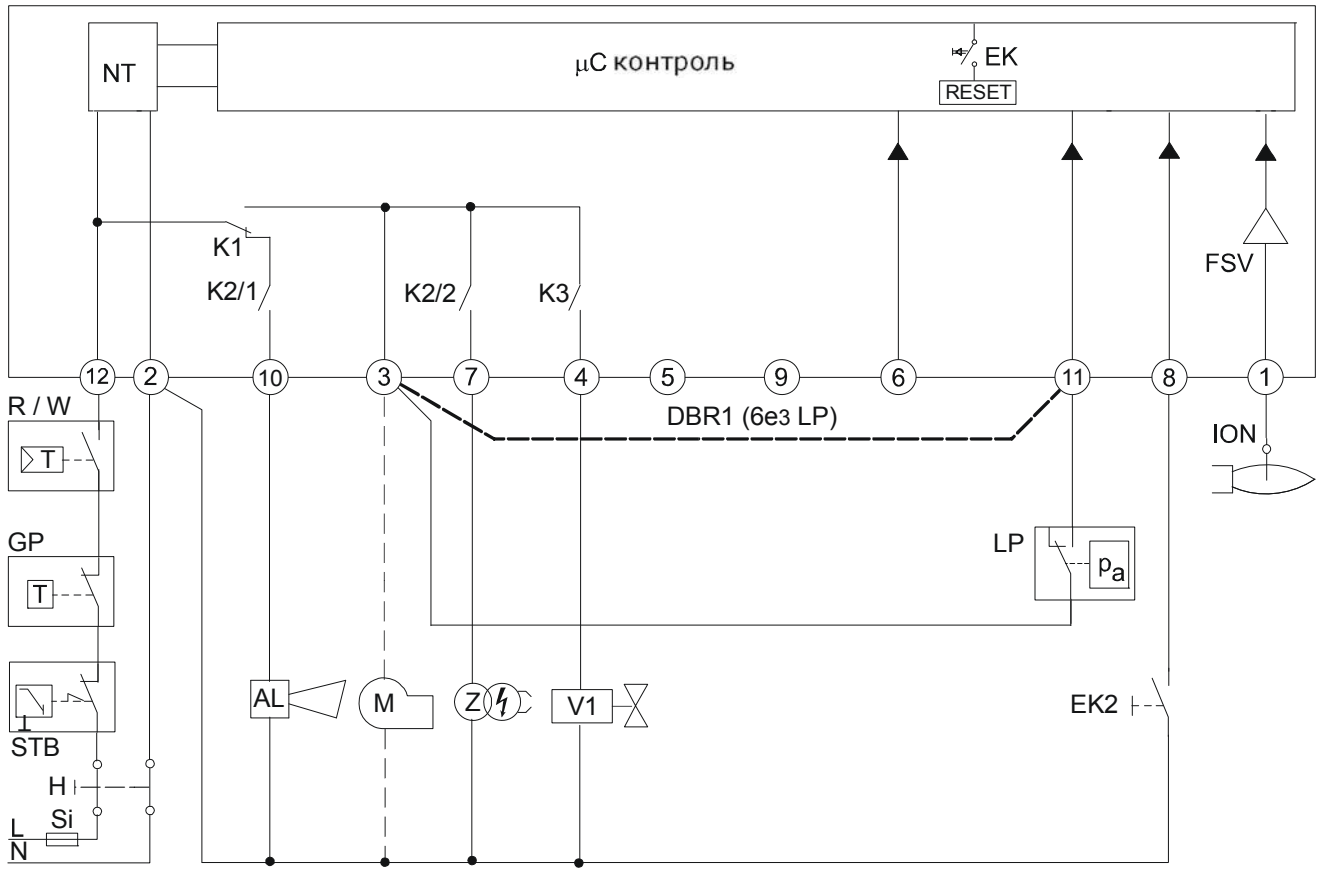 NT
μC контроль
EK
RESET
K1
K2/1
K2/2
K3
FSV
12
2
10
3
7
4
5
9
6
11
8
1
R / W
DBR1 (6e3 LP)
ION
T
GP
T
LP
pa
STB
AL
M
Z
V1
EK2
H
Si
L
N